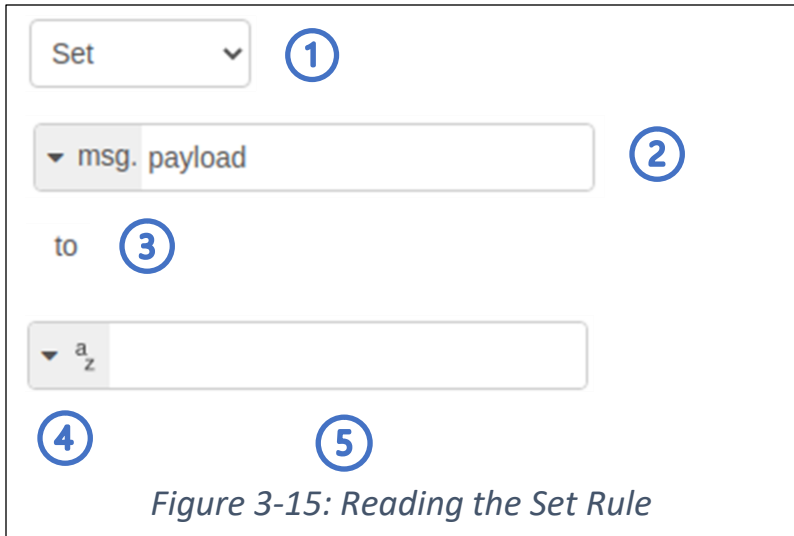 Set 1
msg. payload 2
to 3
a z
4 5
Figure 3-15: Reading the Set Rule